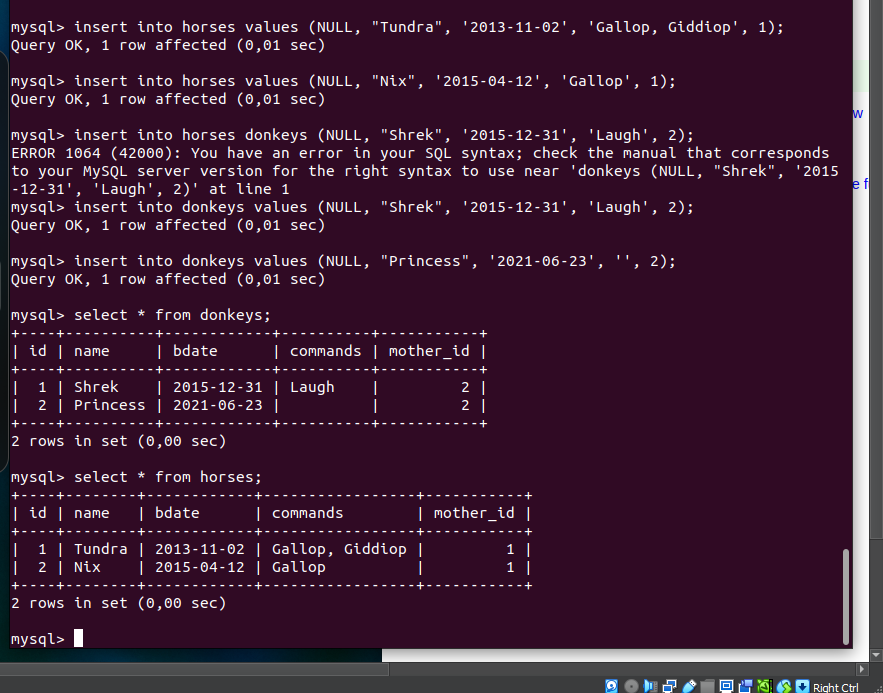 mysql> insert into horses values (NULL, "Tundra", '2013-11-02', 'Gallop, Giddiop', 1);
Query OK, 1 row affected (0,01 sec)
mysql> insert into horses values (NULL, "Nix", '2015-04-12', 'Gallop', 1);
Query OK, 1 row affected (0,01 sec)
mysql> insert into horses donkeys (NULL, "Shrek", '2015-12-31', 'Laugh', 2);
ERROR 1064 (42000): You have an error in your SQL syntax; check the manual that corresponds
to your MySQL server version for the right syntax to use near 'donkeys (NULL, "Shrek", '2015
-12-31', 'Laugh', 2)' at line 1
mysql> insert into donkeys values (NULL, "Shrek", '2015-12-31', 'Laugh', 2);
Query OK, 1 row affected (0,01 sec)
mysql> insert into donkeys values (NULL, "Princess", '2021-06-23', '', 2);
Query OK, 1 row affected (0,01 sec)
mysql> select * from donkeys;
+----+----------+------------+----------+-----------+
| id | name     | bdate      | commands | mother_id |
+----+----------+------------+----------+-----------+
|  1 | Shrek    | 2015-12-31 | Laugh    |         2 |
|  2 | Princess | 2021-06-23 |          |         2 |
+----+----------+------------+----------+-----------+
2 rows in set (0,00 sec)
mysql> select * from horses;
+----+--------+------------+-----------------+-----------+
| id | name   | bdate      | commands        | mother_id |
+----+--------+------------+-----------------+-----------+
|  1 | Tundra | 2013-11-02 | Gallop, Giddiop |         1 |
|  2 | Nix    | 2015-04-12 | Gallop          |         1 |
+----+--------+------------+-----------------+-----------+
2 rows in set (0,00 sec)
mysql>
Right Ctrl